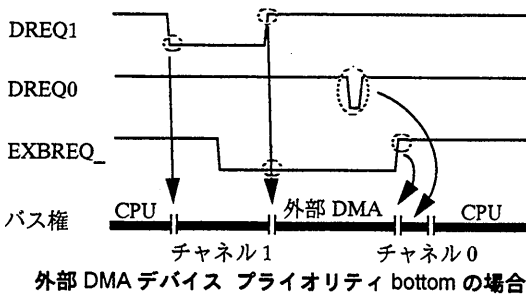 DREQ1
DREQ0
EXBREQ_
バス権 CPU 外部 DMA CPU
チャネル 1 チャネル 0
外部 DMA デバイス プライオリティ bottom の場合